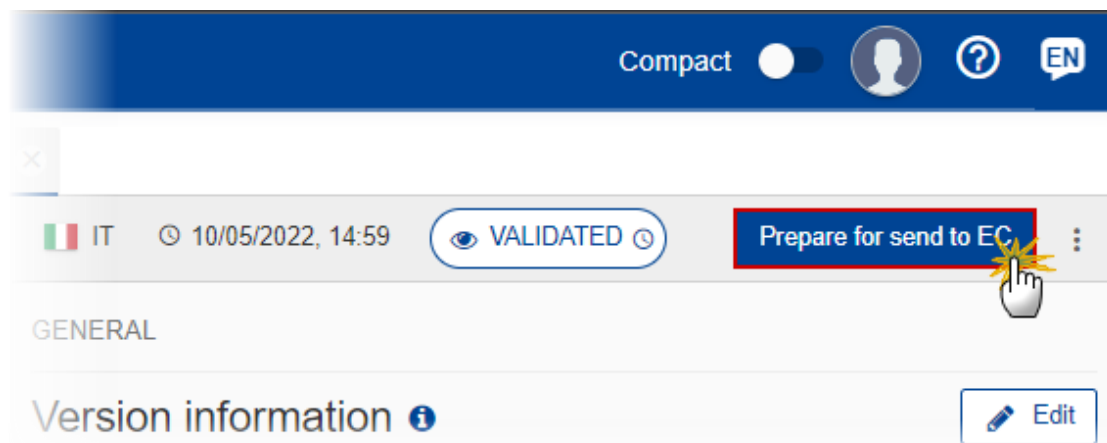 Compact EN
IT 10/05/2022, 14:59 VALIDATED Prepare for send to EC
GENERAL
Version information Edit